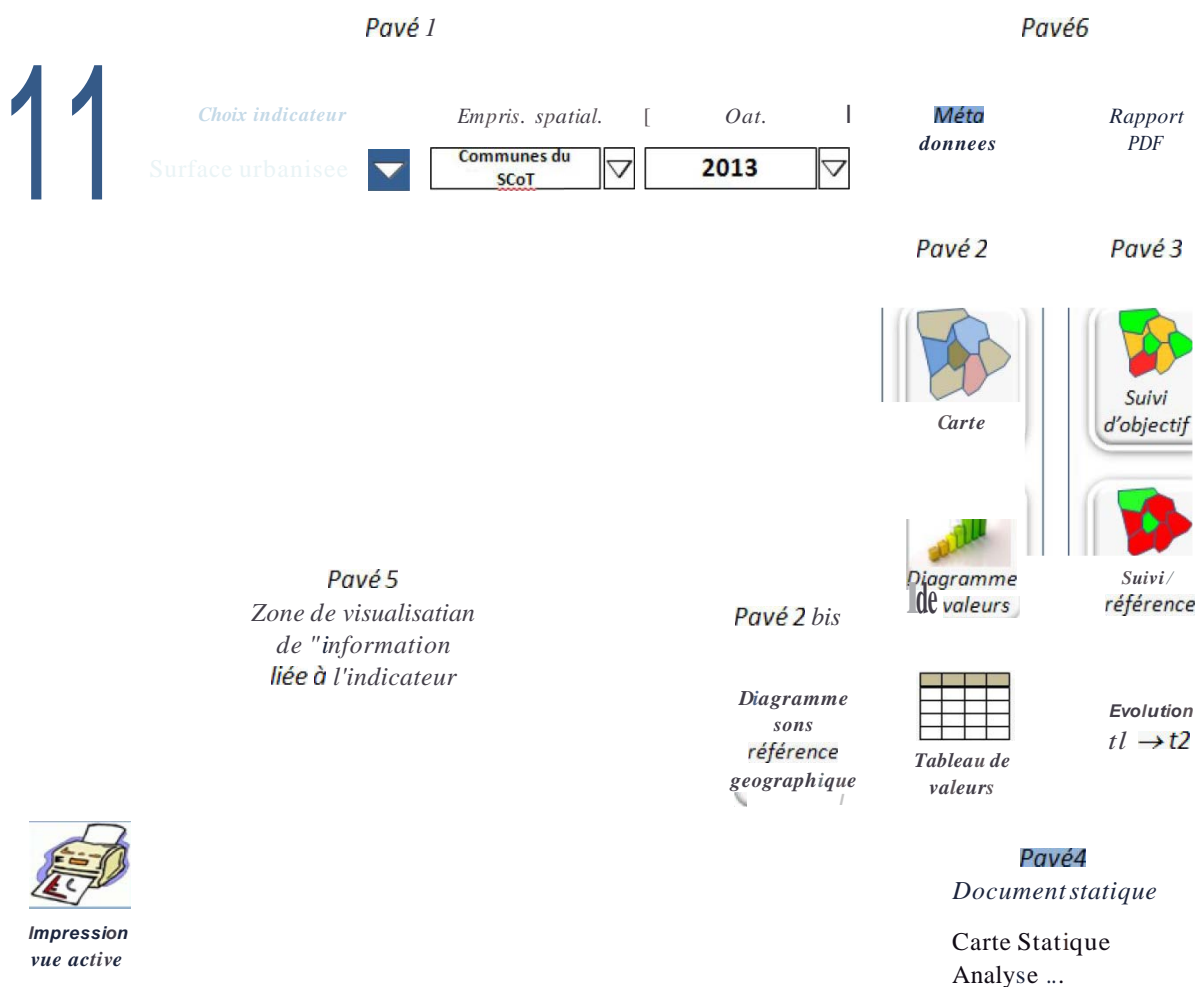 Pavé 1
Pavé6
11
Choix indicateur
Empris. spatial.
[ Oat. l
Méta
donnees
Rapport
PDF
Surface urbanisee
Communes du
SCoT
2013
Pavé 2
Pavé 3
Carte
Suivi
d'objectif
Pavé 5
Zone de visualisatian
de "information
liée à l'indicateur
Diagramme
lde valeurs
Suivi/
référence
Pavé 2 bis
Diagramme
sons
référence
geographique
Tableau de
valeurs
Evolution
tl → t2
Impression
vue active
Pavé4
Document statique
Carte Statique
Analyse ...